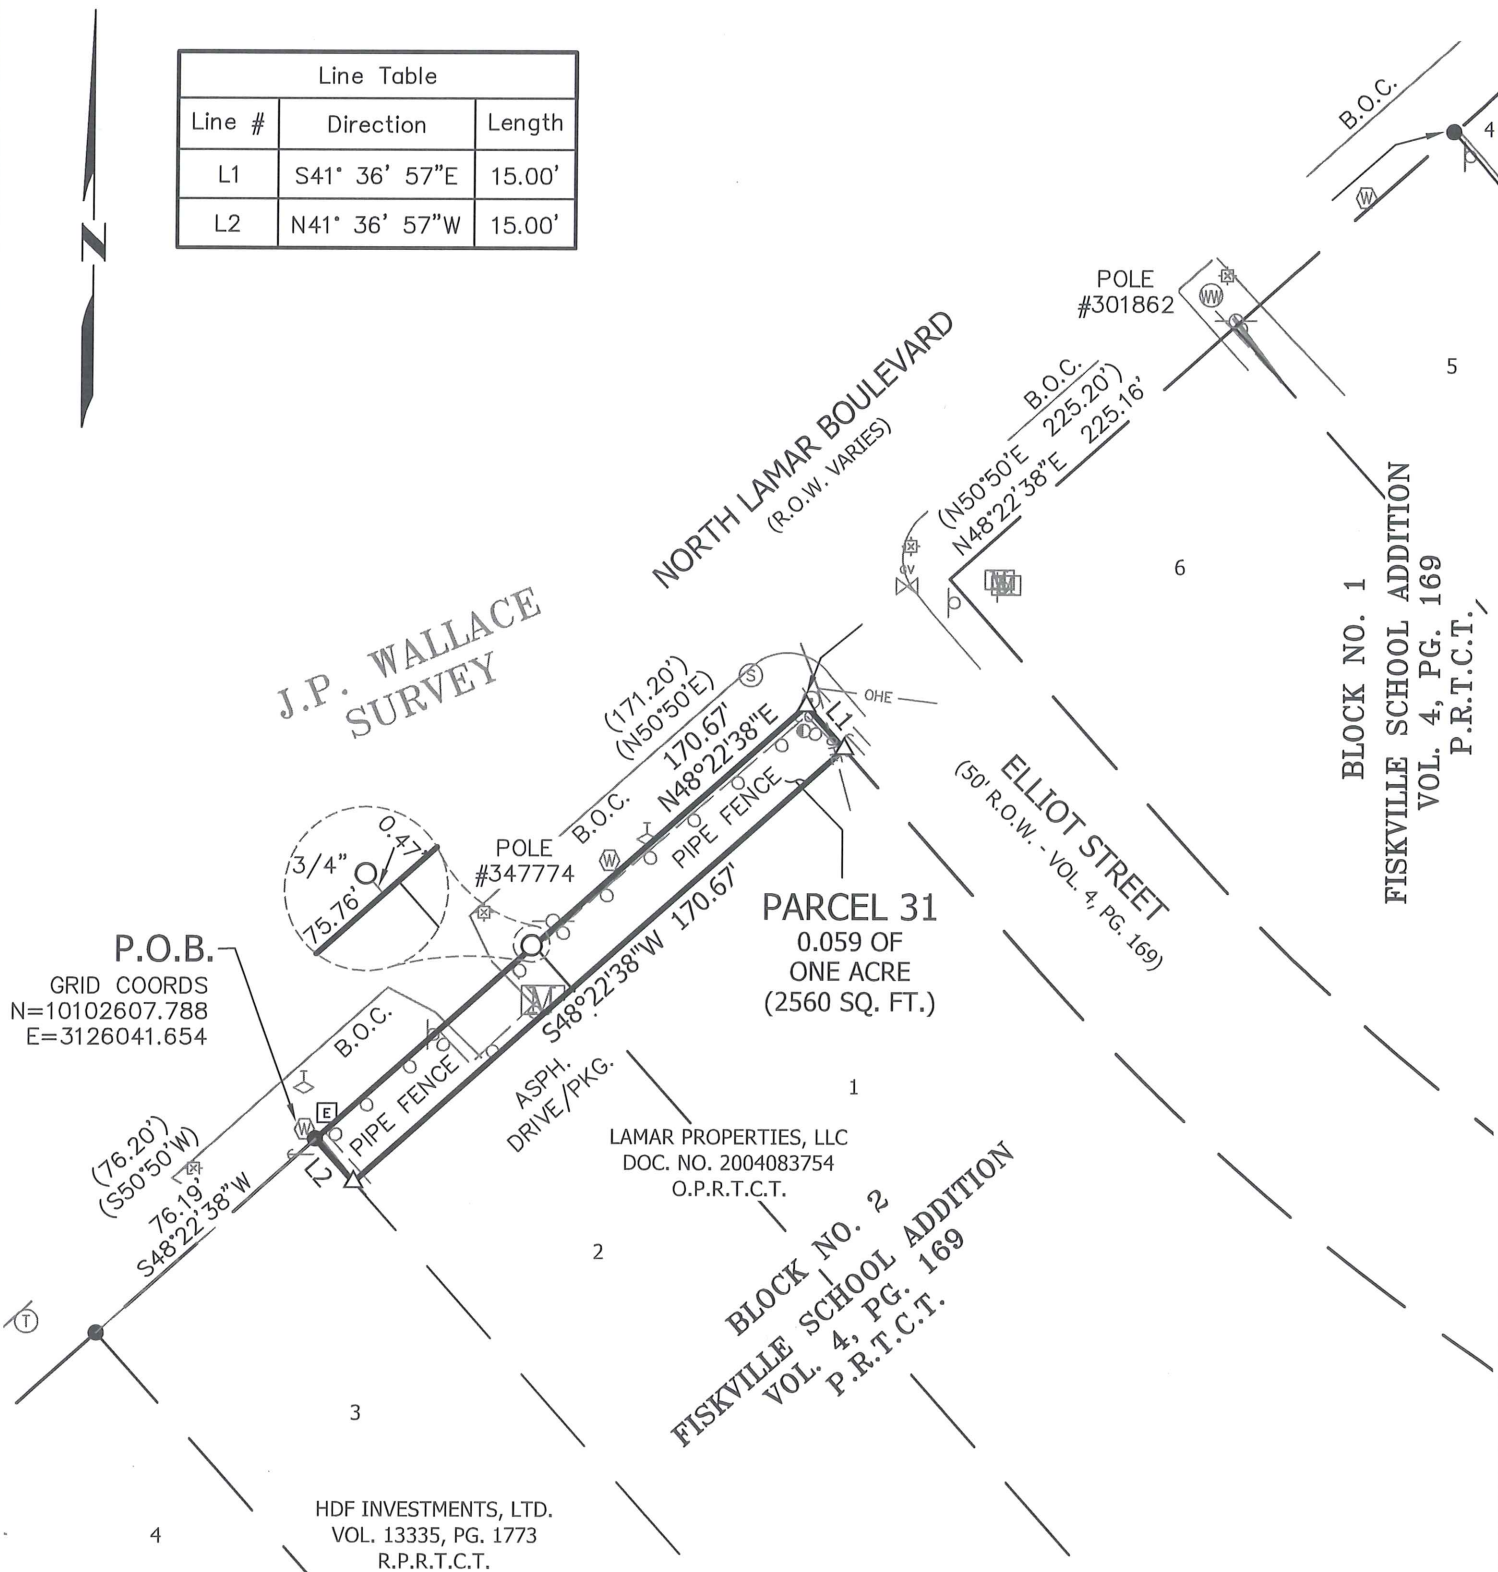 Line Table
Line # Direction Length
L1 S41° 36' 57"E 15.00'
L2 N41° 36' 57"W 15.00'
N
B.O.C.
4
W
POLE
#301862
WW
5
NORTH LAMAR BOULEVARD
(R.O.W. VARIES)
B.O.C.
(N50°50'E 225.20')
N48°22'38"E 225.16'
GV
6
BLOCK NO. 1
FISKVILLE SCHOOL ADDITION
VOL. 4, PG. 169
P.R.T.C.T.
J.P. WALLACE
SURVEY
(171.20')
(N50°50'E)
170.67'
N48°22'38"E
S
OHE
L1
B.O.C.
PIPE FENCE
W
ELLIOT STREET
(50' R.O.W. - VOL. 4, PG. 169)
3/4"
0.47'
75.76'
POLE
#347774
S48°22'38"W 170.67'
PARCEL 31
0.059 OF
ONE ACRE
(2560 SQ. FT.)
P.O.B.
GRID COORDS
N=10102607.788
E=3126041.654
B.O.C.
E
W
PIPE FENCE
L2
ASPH.
DRIVE/PKG.
1
LAMAR PROPERTIES, LLC
DOC. NO. 2004083754
O.P.R.T.C.T.
(76.20')
(S50°50'W)
76.19'
S48°22'38"W
2
BLOCK NO. 2
FISKVILLE SCHOOL ADDITION
VOL. 4, PG. 169
P.R.T.C.T.
T
3
4
HDF INVESTMENTS, LTD.
VOL. 13335, PG. 1773
R.P.R.T.C.T.